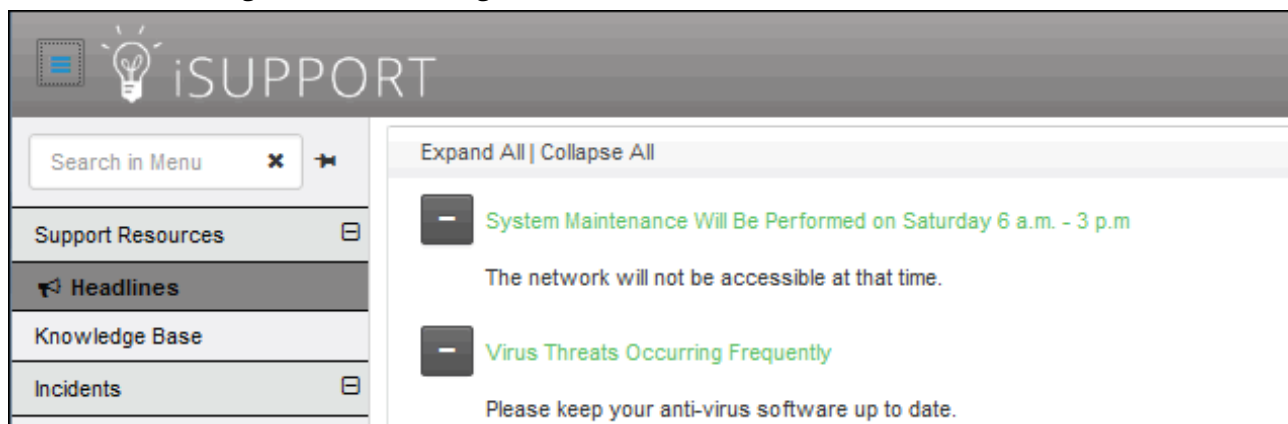 iSUPPORT
Search in Menu
Expand All | Collapse All
Support Resources
System Maintenance Will Be Performed on Saturday 6 a.m. - 3 p.m
Headlines
The network will not be accessible at that time.
Knowledge Base
Virus Threats Occurring Frequently
Incidents
Please keep your anti-virus software up to date.